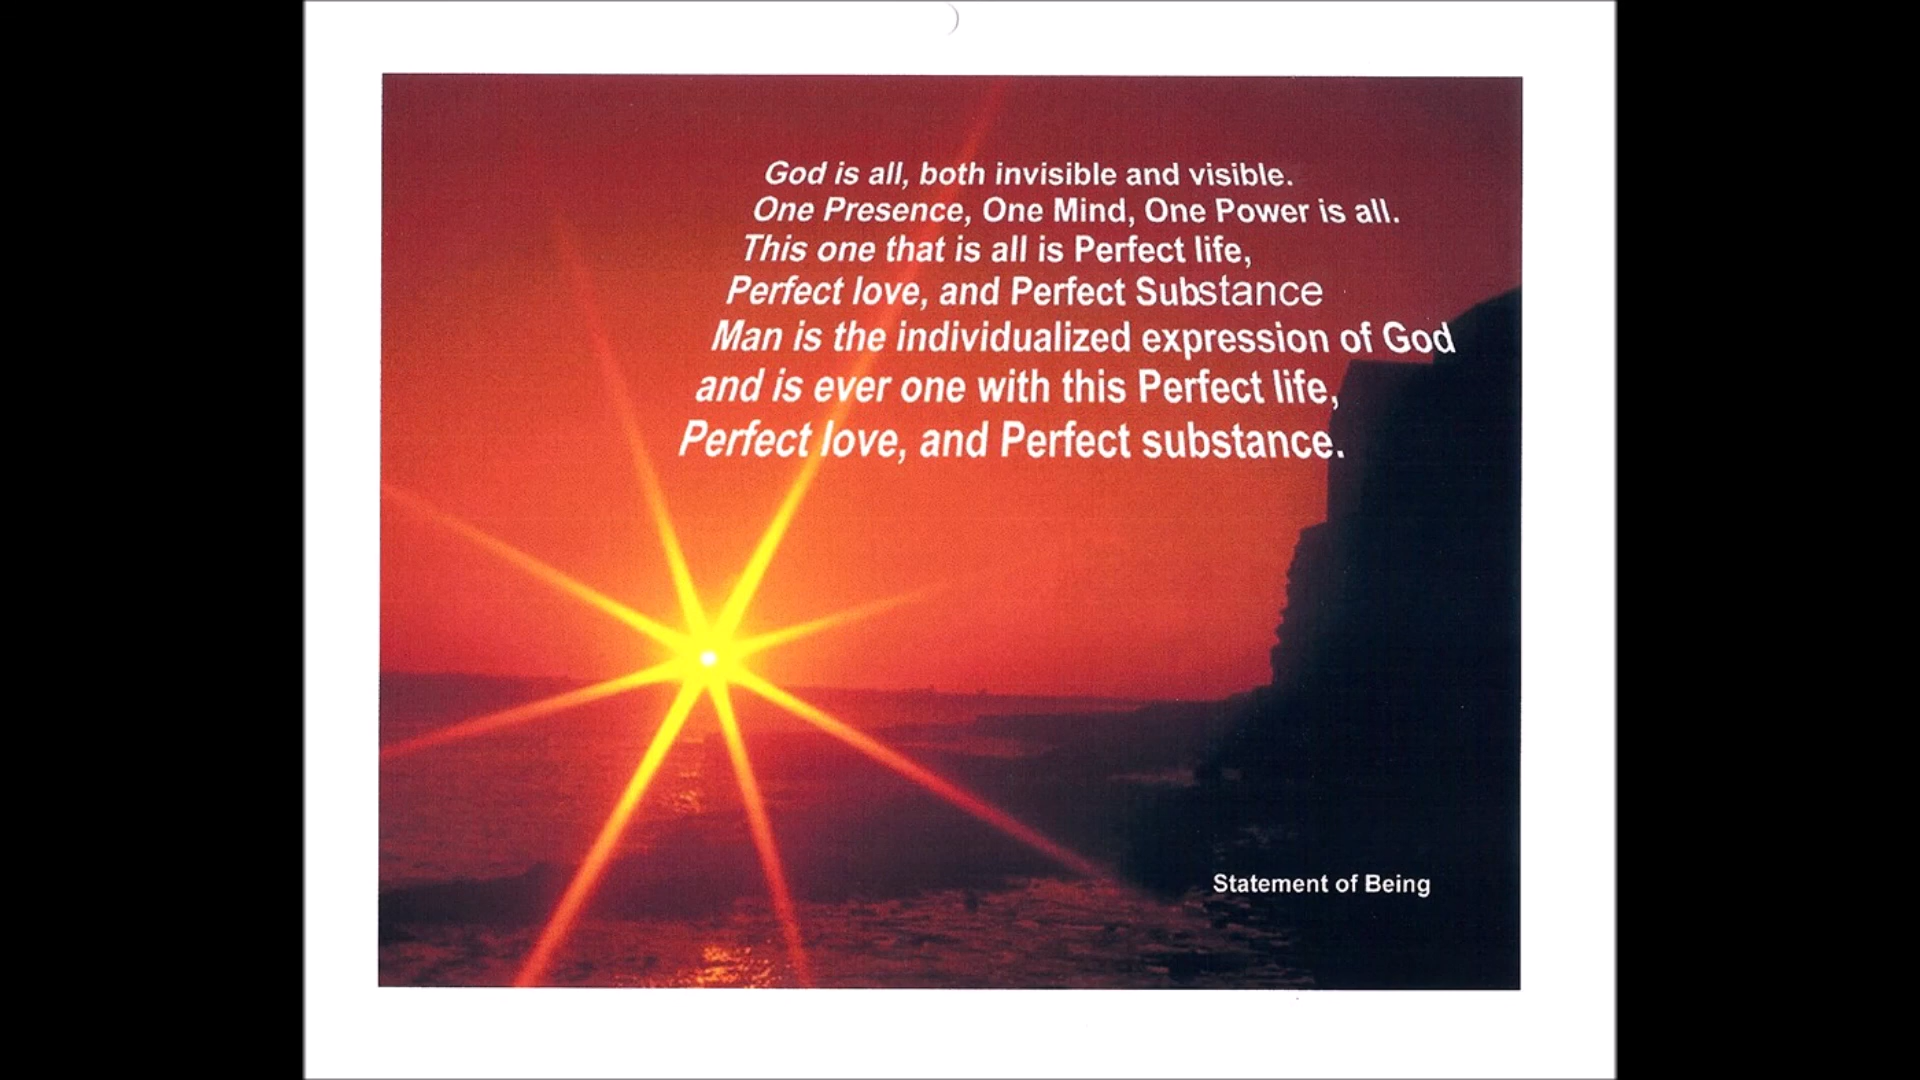 God is all, both invisible and visible.
One Presence, One Mind, One Power is all.
This one that is all is Perfect life,
Perfect love, and Perfect Substance
Man is the individualized expression of God
and is ever one with this Perfect life,
Perfect love, and Perfect substance.
Statement of Being